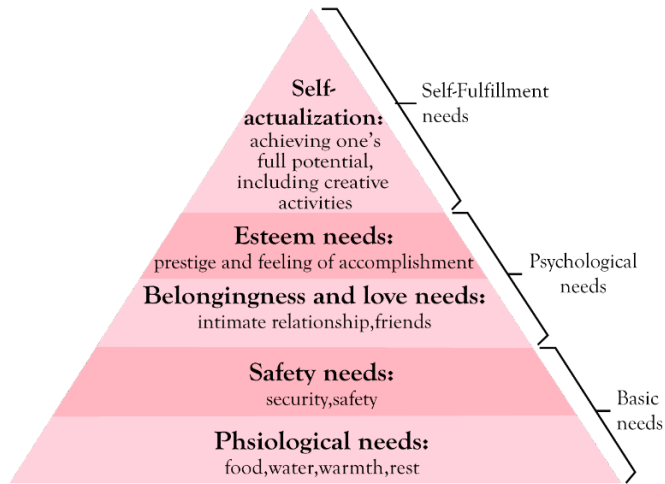 Self-
actualization:
achieving one's
full potential,
including creative
activities
Self-Fulfillment
needs
Esteem needs:
prestige and feeling of accomplishment
Belongingness and love needs:
intimate relationship,friends
Psychological
needs
Safety needs:
security,safety
Phsiological needs:
food,water,warmth,rest
Basic
needs